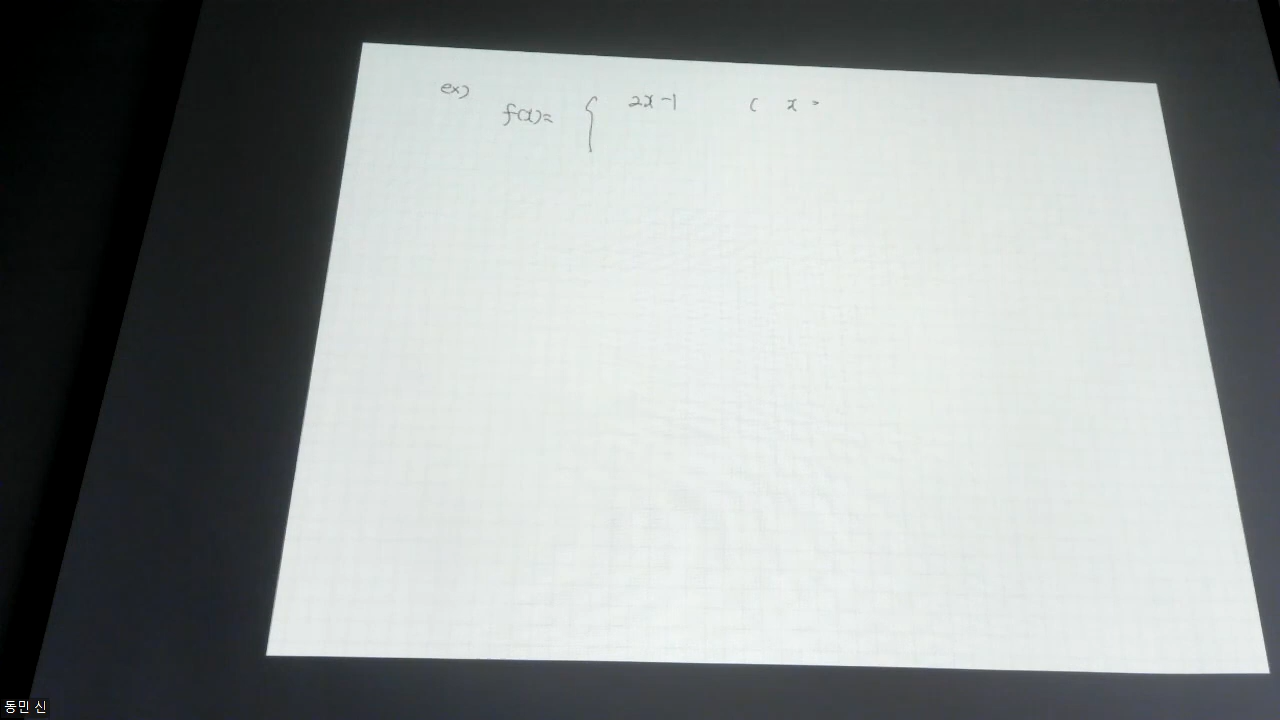 ex)
f(x)= { 2x-1 ( x >
동민 신